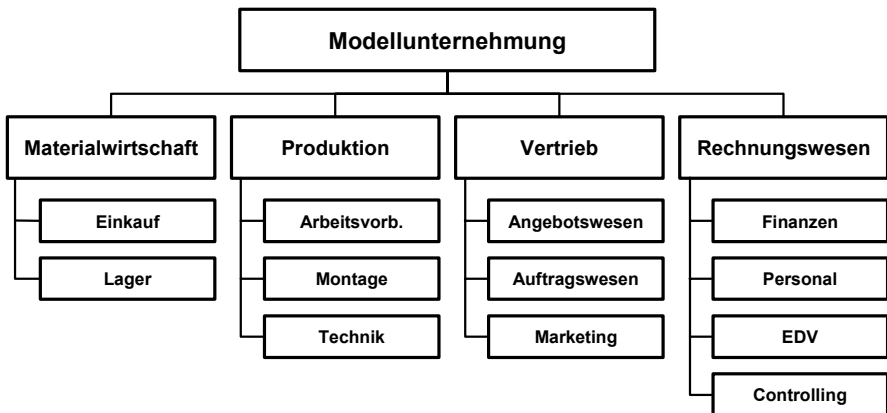 Modellunternehmung
Materialwirtschaft
Einkauf
Lager
Produktion
Arbeitsvorb.
Montage
Technik
Vertrieb
Angebotswesen
Auftragswesen
Marketing
Rechnungswesen
Finanzen
Personal
EDV
Controlling